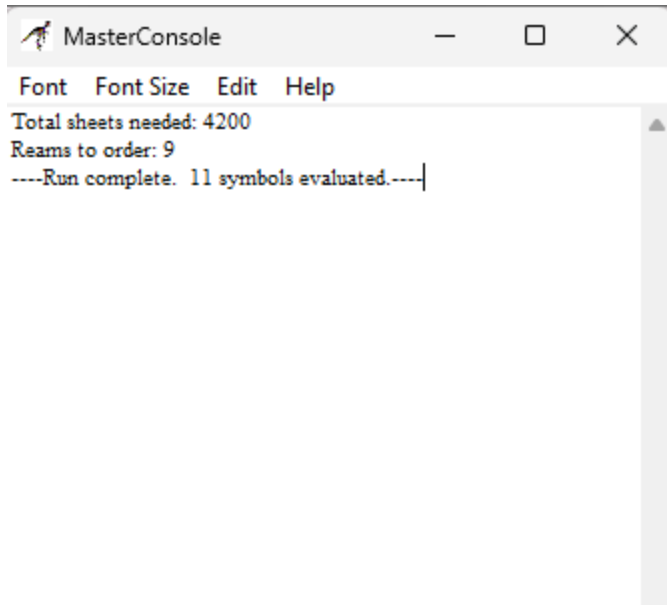 MasterConsole
Font Font Size Edit Help
Total sheets needed: 4200
Reams to order: 9
----Run complete.  11 symbols evaluated.----